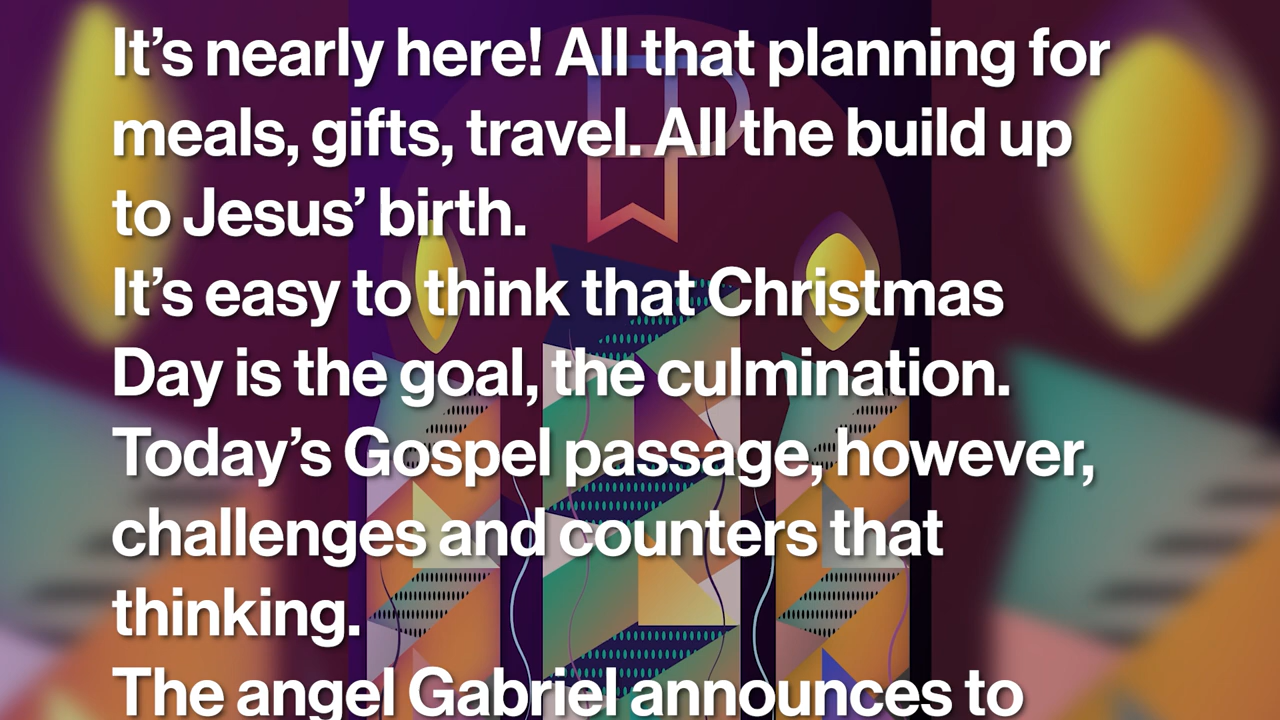 It’s nearly here! All that planning for
meals, gifts, travel. All the build up
to Jesus’ birth.
It’s easy to think that Christmas
Day is the goal, the culmination.
Today’s Gospel passage, however,
challenges and counters that
thinking.
The angel Gabriel announces to